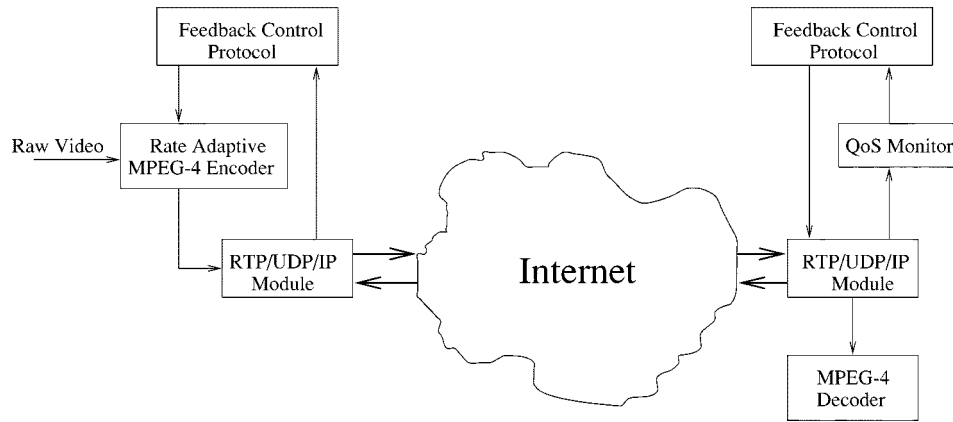 Feedback Control
Protocol
Raw Video
Rate Adaptive
MPEG-4 Encoder
RTP/UDP/IP
Module
Internet
Feedback Control
Protocol
QoS Monitor
RTP/UDP/IP
Module
MPEG-4
Decoder